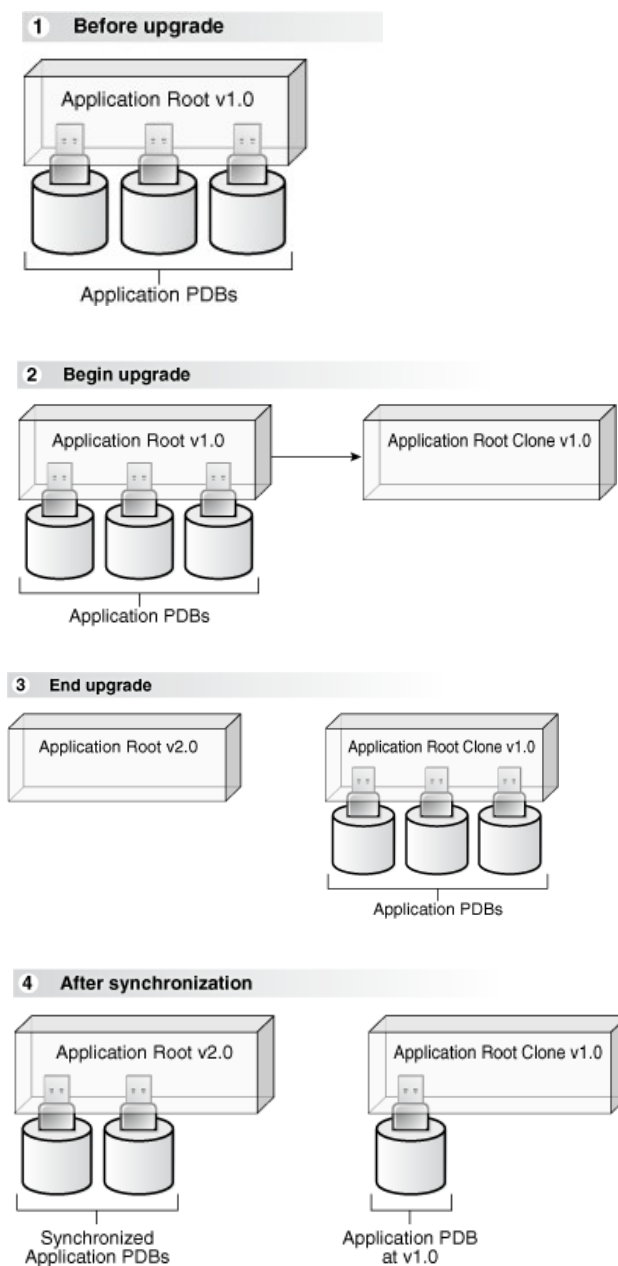 1 Before upgrade
Application Root v1.0
Application PDBs
2 Begin upgrade
Application Root v1.0
Application Root Clone v1.0
Application PDBs
3 End upgrade
Application Root v2.0
Application Root Clone v1.0
Application PDBs
4 After synchronization
Application Root v2.0
Application Root Clone v1.0
Synchronized
Application PDBs
Application PDB
at v1.0